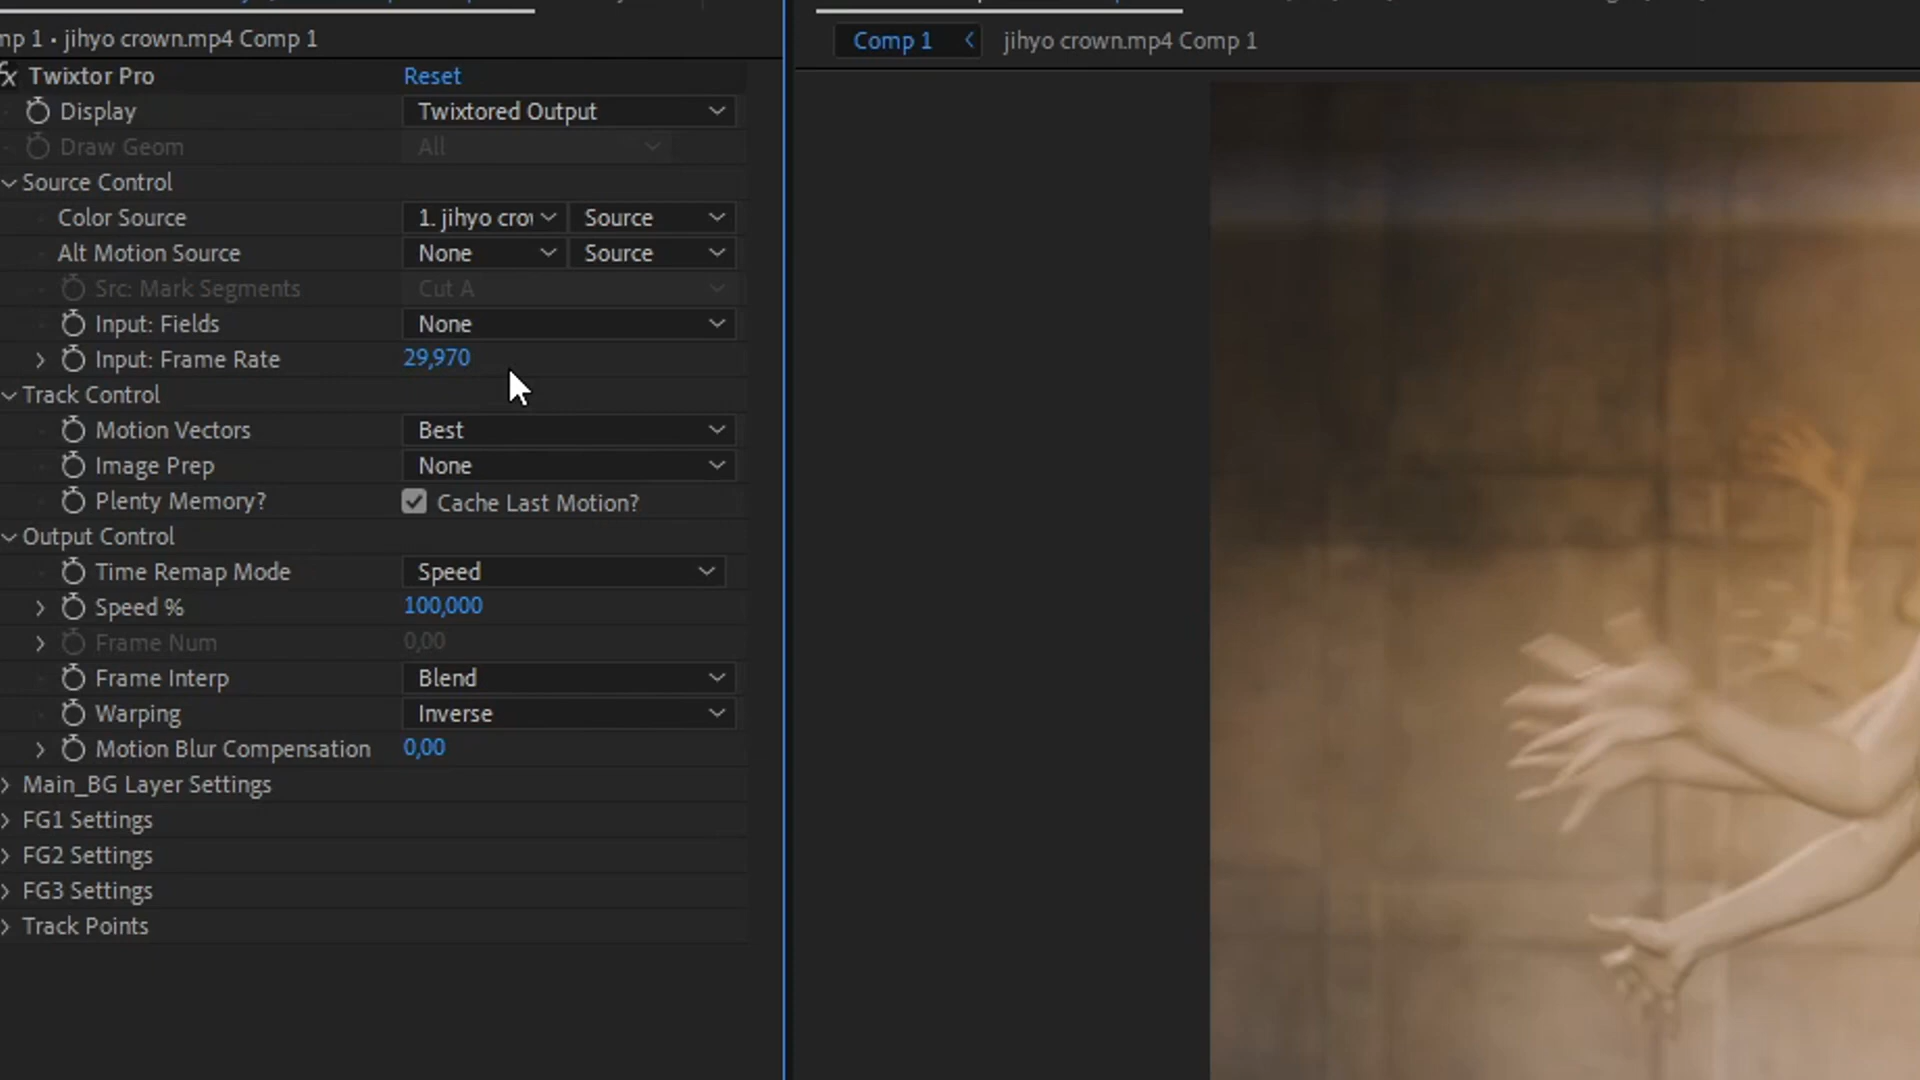 mp 1 • jihyo crown.mp4 Comp 1
Comp 1
jihyo crown.mp4 Comp 1
fx Twixtor Pro Reset
Display Twixtored Output
Draw Geom All
Source Control
Color Source 1. jihyo cro Source
Alt Motion Source None Source
Src: Mark Segments Cut A
Input: Fields None
Input: Frame Rate 29,970
Track Control
Motion Vectors Best
Image Prep None
Plenty Memory? Cache Last Motion?
Output Control
Time Remap Mode Speed
Speed % 100,000
Frame Num 0,00
Frame Interp Blend
Warping Inverse
Motion Blur Compensation 0,00
Main_BG Layer Settings
FG1 Settings
FG2 Settings
FG3 Settings
Track Points